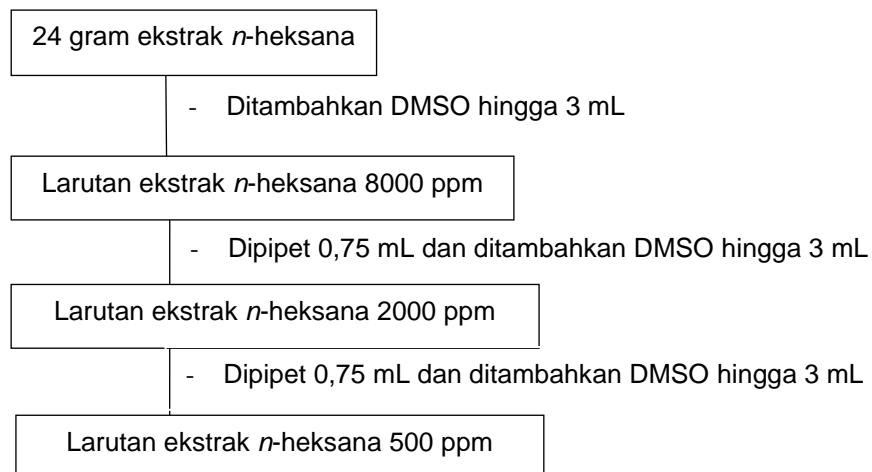 24 gram ekstrak n-heksana
- Ditambahkan DMSO hingga 3 mL
Larutan ekstrak n-heksana 8000 ppm
- Dipipet 0,75 mL dan ditambahkan DMSO hingga 3 mL
Larutan ekstrak n-heksana 2000 ppm
- Dipipet 0,75 mL dan ditambahkan DMSO hingga 3 mL
Larutan ekstrak n-heksana 500 ppm